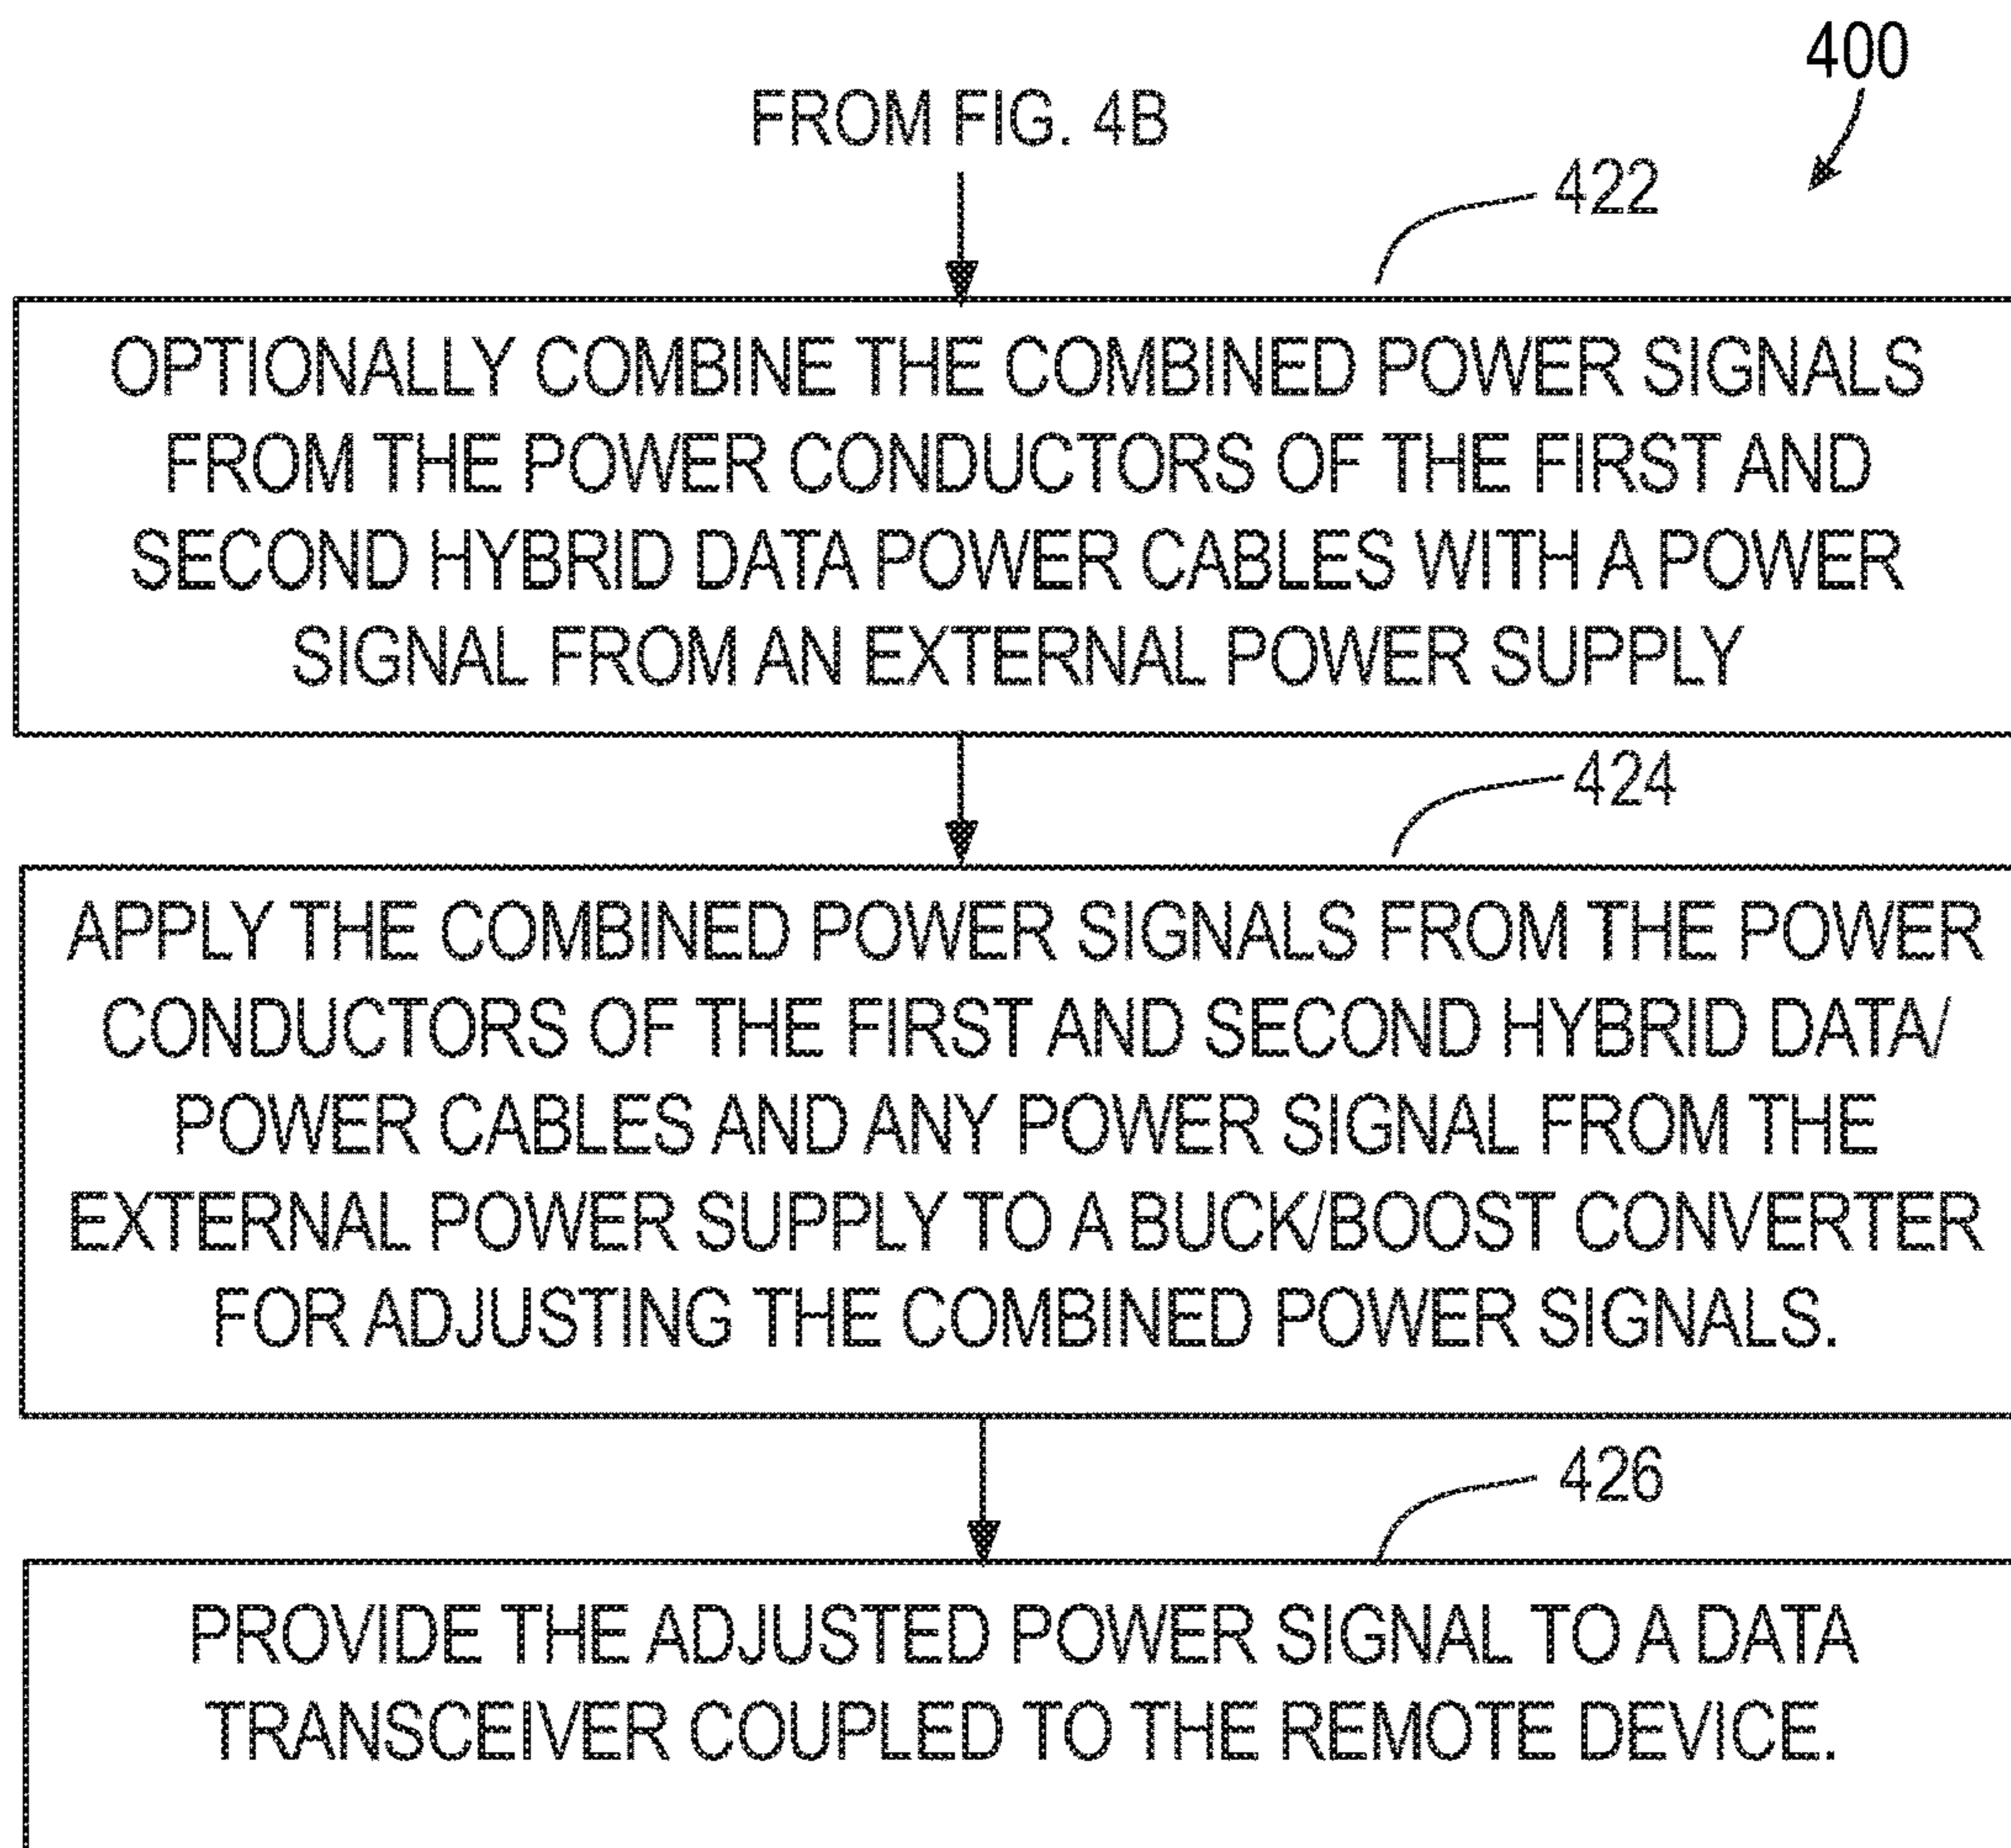 400
FROM FIG. 4B
422
OPTIONALLY COMBINE THE COMBINED POWER SIGNALS
FROM THE POWER CONDUCTORS OF THE FIRST AND
SECOND HYBRID DATA POWER CABLES WITH A POWER
SIGNAL FROM AN EXTERNAL POWER SUPPLY
424
APPLY THE COMBINED POWER SIGNALS FROM THE POWER
CONDUCTORS OF THE FIRST AND SECOND HYBRID DATA/
POWER CABLES AND ANY POWER SIGNAL FROM THE
EXTERNAL POWER SUPPLY TO A BUCK/BOOST CONVERTER
FOR ADJUSTING THE COMBINED POWER SIGNALS.
426
PROVIDE THE ADJUSTED POWER SIGNAL TO A DATA
TRANSCEIVER COUPLED TO THE REMOTE DEVICE.